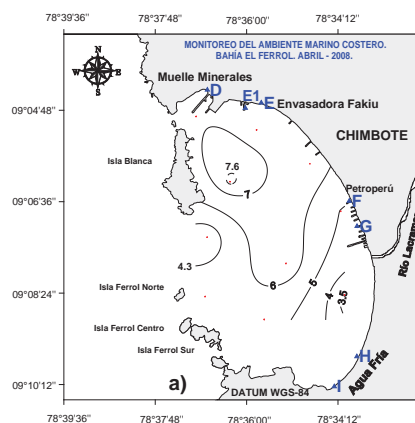 78°39'36" 78°37'48" 78°36'00" 78°34'12"
MONITOREO DEL AMBIENTE MARINO COSTERO.
BAHÍA EL FERROL. ABRIL - 2008.
N
W E
S
Muelle Minerales
D
E1 E Envasadora Fakiu
09°04'48"
CHIMBOTE
Isla Blanca
7.6
7
Petroperú
09°06'36"
F
G
Río Lacramarca
4.3
6
5
4
3.5
09°08'24"
Isla Ferrol Norte
Isla Ferrol Centro
Isla Ferrol Sur
H
Agua Fría
09°10'12"
a)
I
DATUM WGS-84
78°39'36" 78°37'48" 78°36'00" 78°34'12"